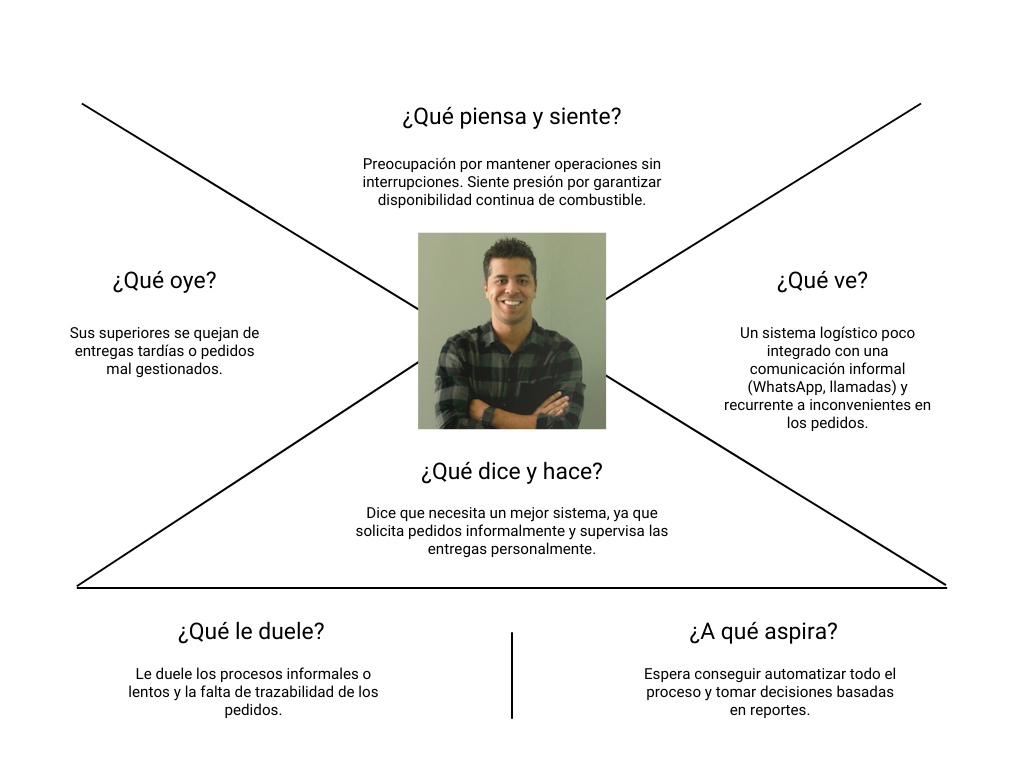 ¿Qué piensa y siente?
Preocupación por mantener operaciones sin
interrupciones. Siente presión por garantizar
disponibilidad continua de combustible.
¿Qué oye?
Sus superiores se quejan de
entregas tardías o pedidos
mal gestionados.
¿Qué ve?
Un sistema logístico poco
integrado con una
comunicación informal
(WhatsApp, llamadas) y
recurrente a inconvenientes en
los pedidos.
¿Qué dice y hace?
Dice que necesita un mejor sistema, ya que
solicita pedidos informalmente y supervisa las
entregas personalmente.
¿Qué le duele?
Le duele los procesos informales o
lentos y la falta de trazabilidad de los
pedidos.
¿A qué aspira?
Espera conseguir automatizar todo el
proceso y tomar decisiones basadas
en reportes.